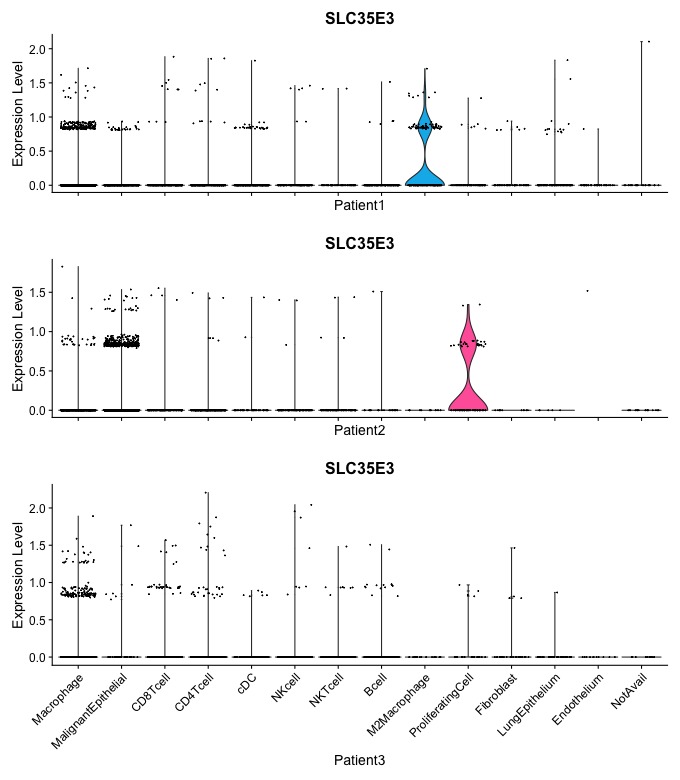 SLC35E3
Expression Level
2.0
1.5
1.0
0.5
0.0
Patient1
SLC35E3
Expression Level
1.5
1.0
0.5
0.0
Patient2
SLC35E3
Expression Level
2.0
1.5
1.0
0.5
0.0
Macrophage
MalignantEpithelial
CD8Tcell
CD4Tcell
cDC
NKcell
NKTcell
Bcell
M2Macrophage
ProliferatingCell
Fibroblast
LungEpithelium
Endothelium
NotAvail
Patient3